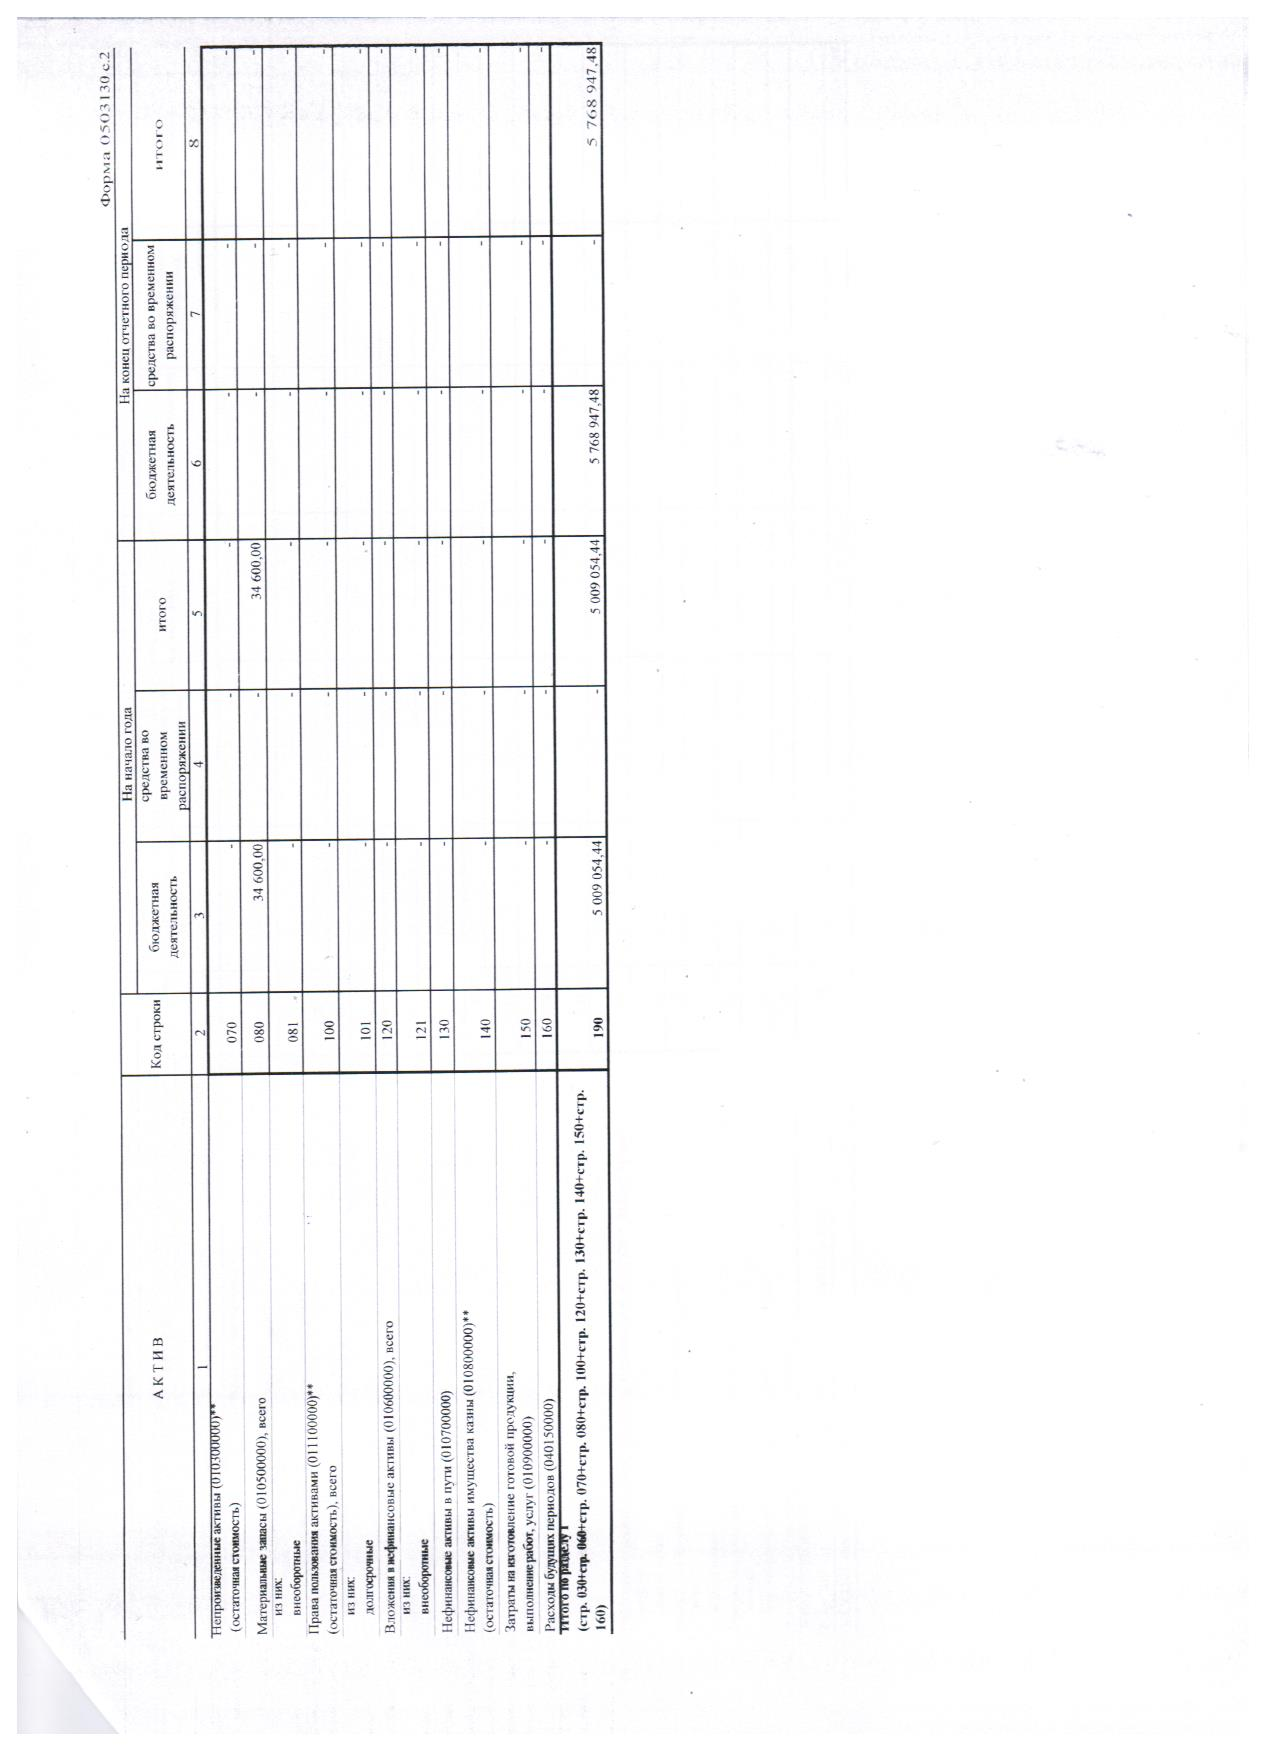 Форма 0503130 с.2
А К Т И В
Код строки
На начало года
На конец отчетного периода
бюджетная деятельность
средства во временном распоряжении
итого
бюджетная деятельность
средства во временном распоряжении
итого
1 2 3 4 5 6 7 8
Непроизведенные активы (010300000)**
(остаточная стоимость) 070 - - - - - -
Материальные запасы (010500000), всего 080 34 600,00 - 34 600,00 - - -
из них:
внеоборотные 081 - - - - - -
Права пользования активами (011100000)**
(остаточная стоимость), всего 100 - - - - - -
из них:
долгосрочные 101 - - - - - -
Вложения в нефинансовые активы (010600000), всего 120 - - - - - -
из них:
внеоборотные 121 - - - - - -
Нефинансовые активы в пути (010700000) 130 - - - - - -
Нефинансовые активы имущества казны (010800000)**
(остаточная стоимость) 140 - - - - - -
Затраты на изготовление готовой продукции,
выполнение работ, услуг (010900000) 150 - - - - - -
Расходы будущих периодов (040150000) 160 - - - - - -
Итого по разделу I
(стр. 030+стр. 060+стр. 070+стр. 080+стр. 100+стр. 120+стр. 130+стр. 140+стр. 150+стр.
160) 190 5 009 054,44 - 5 009 054,44 5 768 947,48 - 5 768 947,48